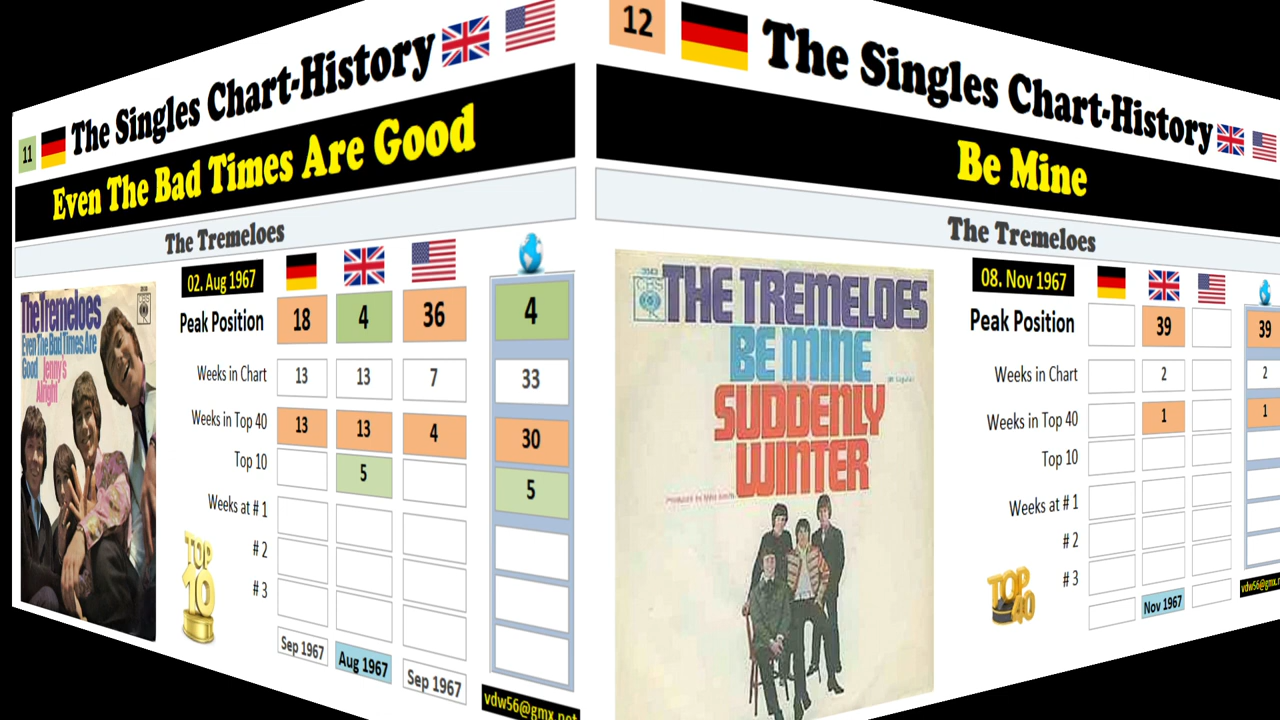 11 The Singles Chart-History
Even The Bad Times Are Good
The Tremeloes
02. Aug 1967
Peak Position 18 4 36 4
Weeks in Chart 13 13 7 33
Weeks in Top 40 13 13 4 30
Top 10 5 5
Weeks at # 1
# 2
# 3
Sep 1967 Aug 1967 Sep 1967
vdw56@gmx.net
TOP
10
The Tremeloes
Even The Bad Times Are
Good Jenny's
Alright
CBS
12 The Singles Chart-History
Be Mine
The Tremeloes
08. Nov 1967
Peak Position 39 39
Weeks in Chart 2 2
Weeks in Top 40 1 1
Top 10
Weeks at # 1
# 2
# 3
Nov 1967
TOP
40
3043
CBS
THE TREMELOES
BE MINE
SUDDENLY
WINTER